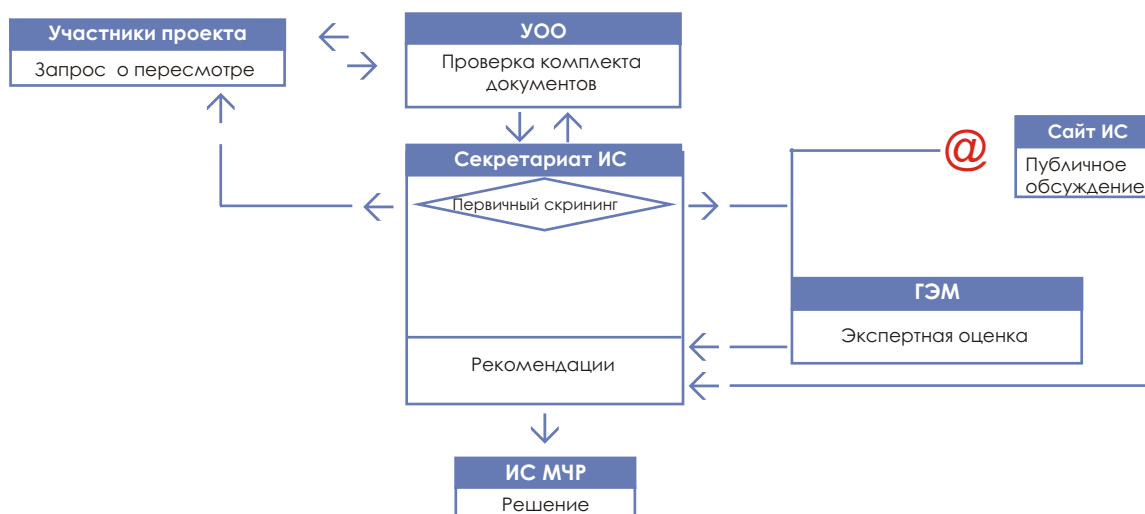 Участники проекта
Запрос о пересмотре
УОО
Проверка комплекта
документов
Секретариат ИС
Первичный скрининг
@
Сайт ИС
Публичное
обсуждение
ГЭМ
Экспертная оценка
Рекомендации
ИС МЧР
Решение